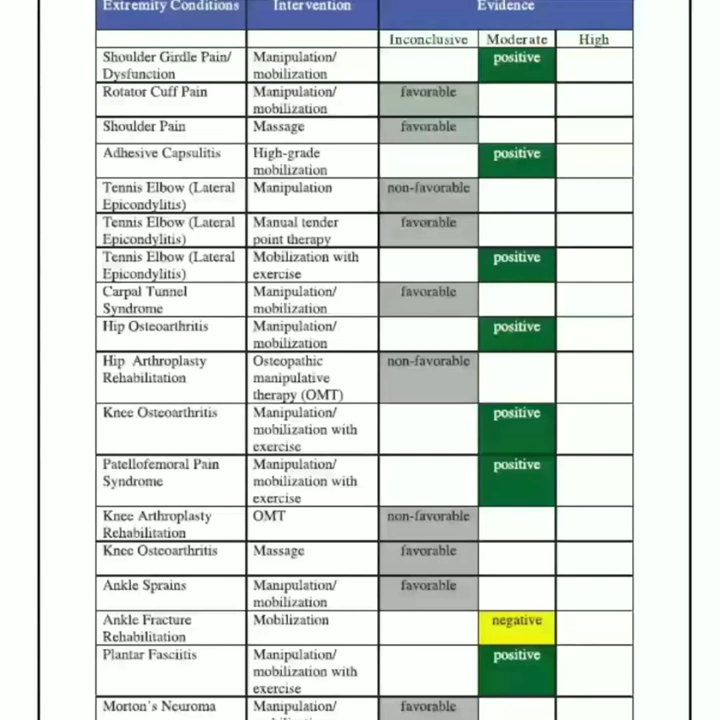 Extremity Conditions Intervention Evidence
Inconclusive Moderate High
Shoulder Girdle Pain/ Manipulation/ positive
Dysfunction mobilization
Rotator Cuff Pain Manipulation/ favorable
mobilization
Shoulder Pain Massage favorable
Adhesive Capsulitis High-grade positive
mobilization
Tennis Elbow (Lateral Manipulation non-favorable
Epicondylitis)
Tennis Elbow (Lateral Manual tender favorable
Epicondylitis) point therapy
Tennis Elbow (Lateral Mobilization with positive
Epicondylitis) exercise
Carpal Tunnel Manipulation/ favorable
Syndrome mobilization
Hip Osteoarthritis Manipulation/ positive
mobilization
Hip Arthroplasty Osteopathic non-favorable
Rehabilitation manipulative
therapy (OMT)
Knee Osteoarthritis Manipulation/ positive
mobilization with
exercise
Patellofemoral Pain Manipulation/ positive
Syndrome mobilization with
exercise
Knee Arthroplasty OMT non-favorable
Rehabilitation
Knee Osteoarthritis Massage favorable
Ankle Sprains Manipulation/ favorable
mobilization
Ankle Fracture Mobilization negative
Rehabilitation
Plantar Fasciitis Manipulation/ positive
mobilization with
exercise
Morton's Neuroma Manipulation/ favorable